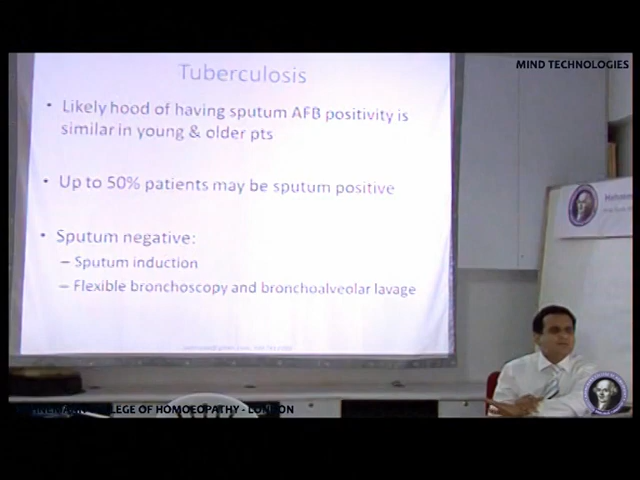 MIND TECHNOLOGIES
Tuberculosis
• Likely hood of having sputum AFB positivity is
similar in young & older pts
• Up to 50% patients may be sputum positive
• Sputum negative:
– Sputum induction
– Flexible bronchoscopy and bronchoalveolar lavage
COLLEGE OF HOMOEOPATHY - LONDON